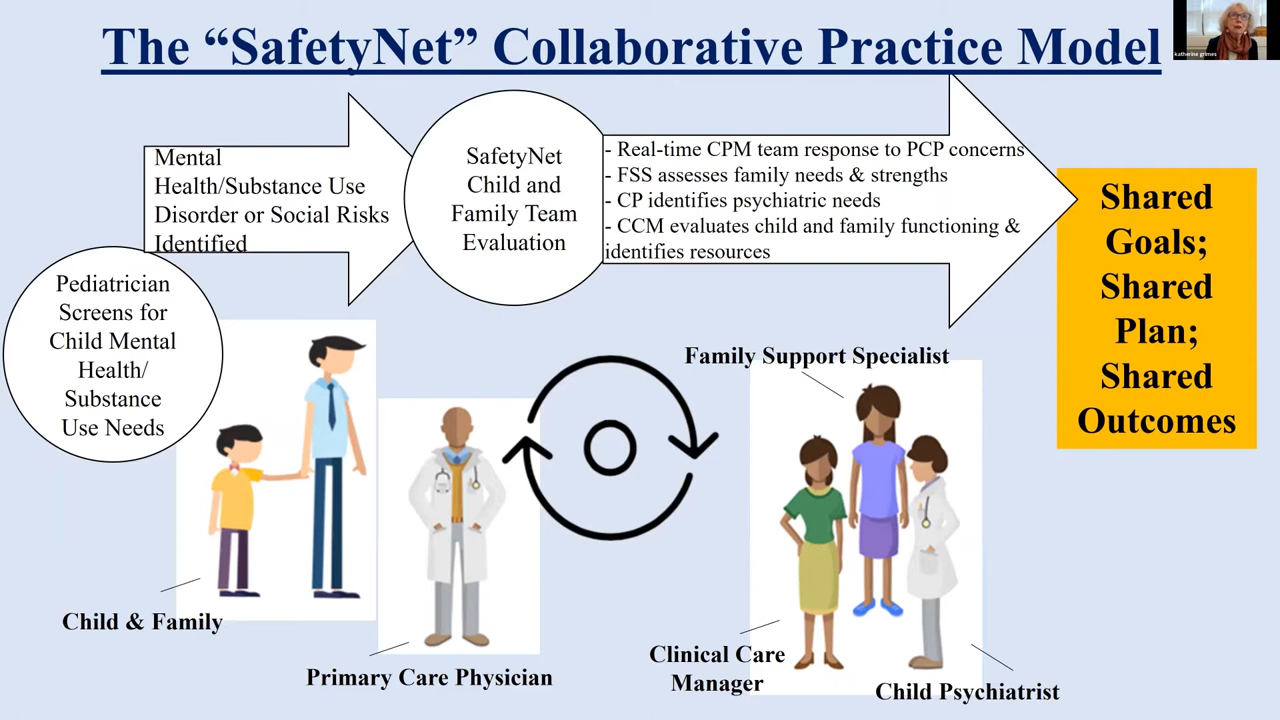 The “SafetyNet” Collaborative Practice Model
katherine grimes
Mental
Health/Substance Use
Disorder or Social Risks
Identified
SafetyNet
Child and
Family Team
Evaluation
- Real-time CPM team response to PCP concerns
- FSS assesses family needs & strengths
- CP identifies psychiatric needs
- CCM evaluates child and family functioning &
identifies resources
Shared
Goals;
Shared
Plan;
Shared
Outcomes
Pediatrician
Screens for
Child Mental
Health/
Substance
Use Needs
Family Support Specialist
Child & Family
Primary Care Physician
Clinical Care
Manager
Child Psychiatrist